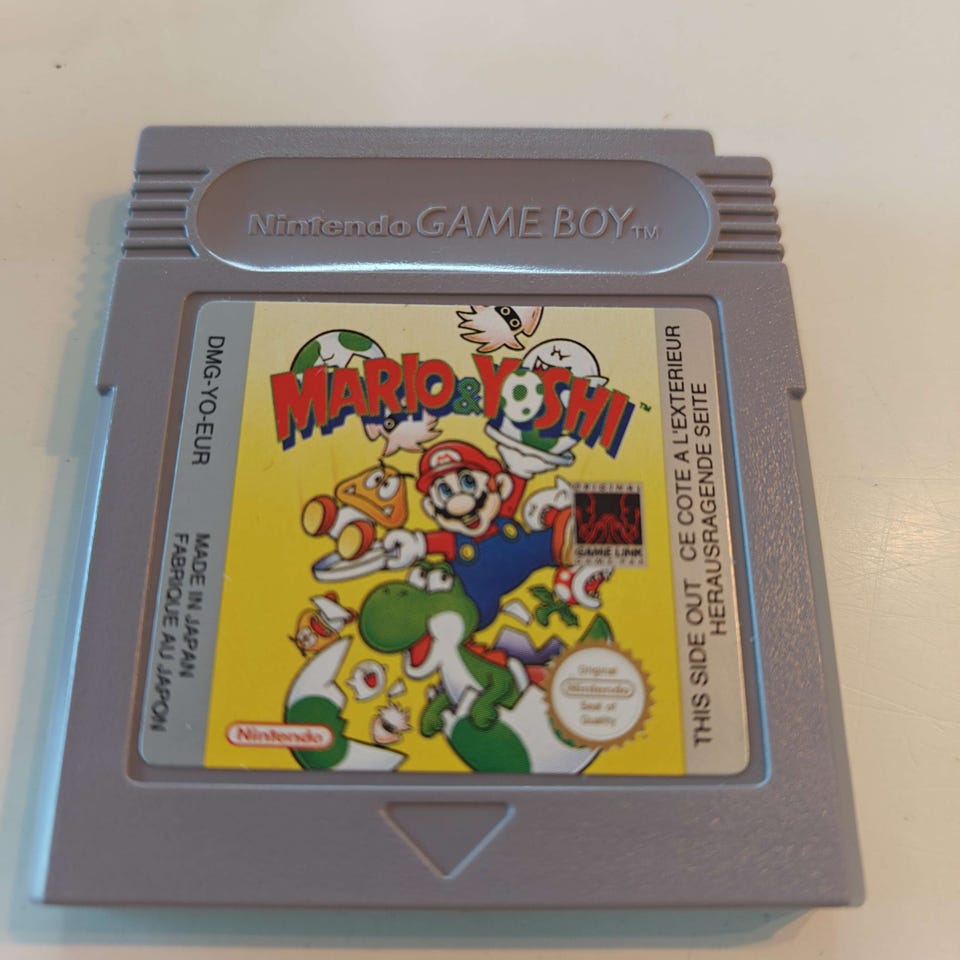 Nintendo GAME BOY™
DMG-YO-EUR
MADE IN JAPAN
FABRIQUE AU JAPON
MARIO & YOSHI™
M
ORIGINAL
GAME LINK
Original
Nintendo
Seal of
Quality
Nintendo
THIS SIDE OUT CE COTE A L'EXTERIEUR
HERAUSRAGENDE SEITE